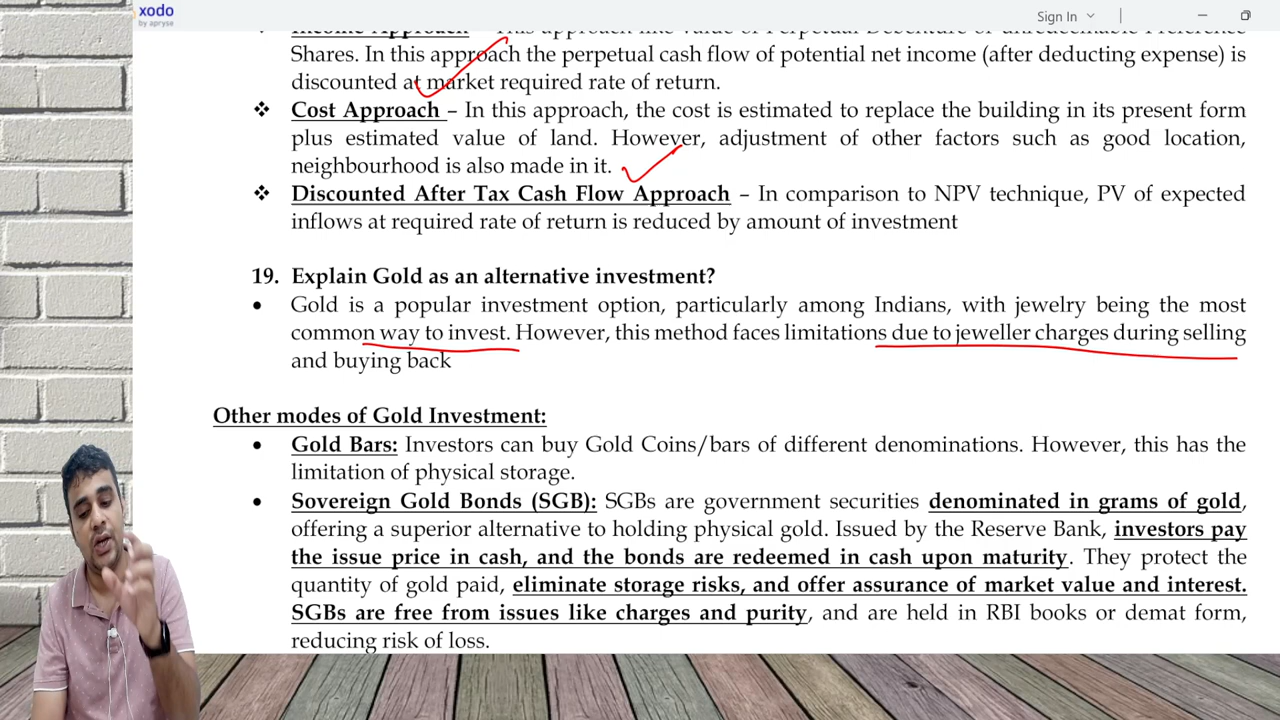 xodo
by apryse
Sign In
Income Approach – This approach like value of Perpetual Debenture or unredeemable Preference
Shares. In this approach the perpetual cash flow of potential net income (after deducting expense) is
discounted at market required rate of return.
❖ Cost Approach – In this approach, the cost is estimated to replace the building in its present form
plus estimated value of land. However, adjustment of other factors such as good location,
neighbourhood is also made in it.
❖ Discounted After Tax Cash Flow Approach – In comparison to NPV technique, PV of expected
inflows at required rate of return is reduced by amount of investment
19. Explain Gold as an alternative investment?
• Gold is a popular investment option, particularly among Indians, with jewelry being the most
common way to invest. However, this method faces limitations due to jeweller charges during selling
and buying back
Other modes of Gold Investment:
• Gold Bars: Investors can buy Gold Coins/bars of different denominations. However, this has the
limitation of physical storage.
• Sovereign Gold Bonds (SGB): SGBs are government securities denominated in grams of gold,
offering a superior alternative to holding physical gold. Issued by the Reserve Bank, investors pay
the issue price in cash, and the bonds are redeemed in cash upon maturity. They protect the
quantity of gold paid, eliminate storage risks, and offer assurance of market value and interest.
SGBs are free from issues like charges and purity, and are held in RBI books or demat form,
reducing risk of loss.